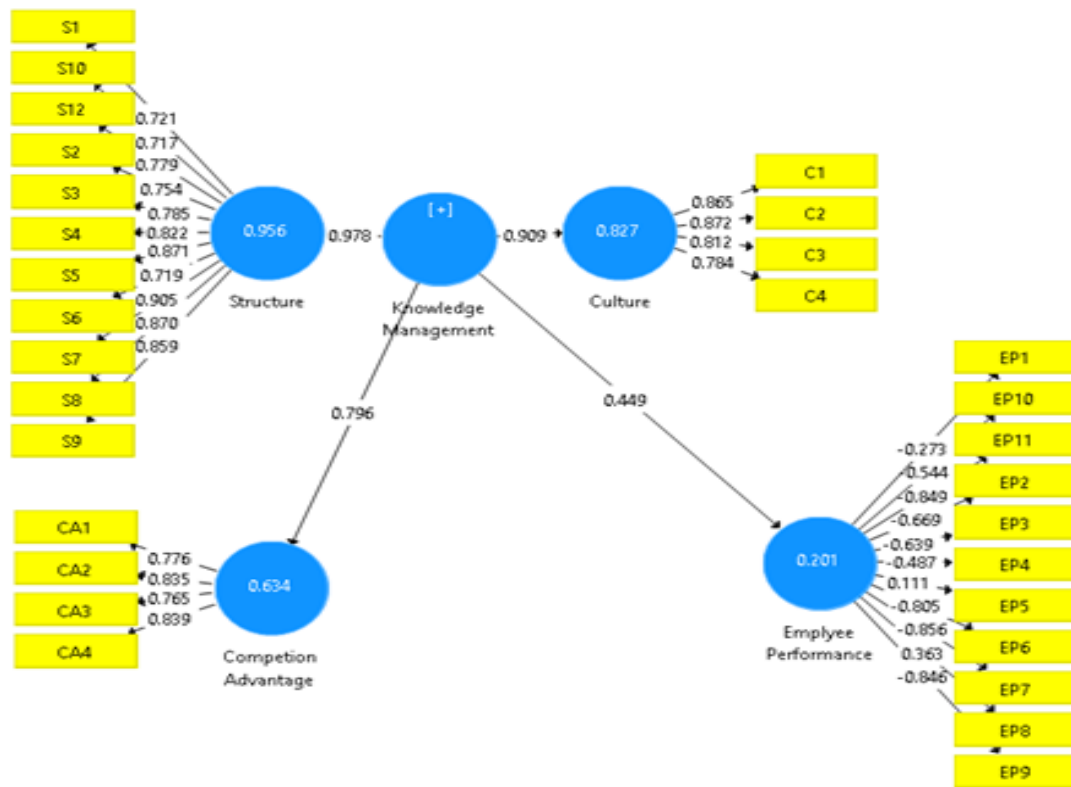 S1
S10
S12
S2
S3
S4
S5
S6
S7
S8
S9
0.721
0.717
0.779
0.754
0.785
0.822
0.871
0.719
0.905
0.870
0.859
0.956
Structure
0.978
[+]
Knowledge
Management
0.909
0.827
Culture
0.865
0.872
0.812
0.784
C1
C2
C3
C4
0.796
0.449
CA1
CA2
CA3
CA4
0.776
0.835
0.765
0.839
0.634
Competion
Advantage
0.201
Emplyee
Performance
-0.273
-0.544
-0.849
-0.669
-0.639
-0.487
0.111
-0.805
-0.856
0.363
-0.846
EP1
EP10
EP11
EP2
EP3
EP4
EP5
EP6
EP7
EP8
EP9